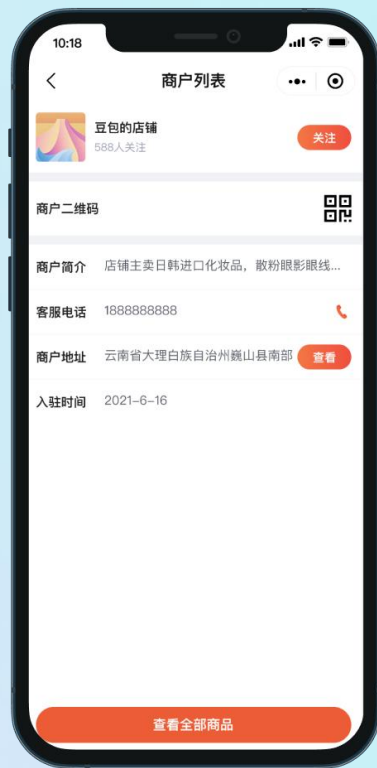 10:18
商户列表
豆包的店铺
588人关注
关注
商户二维码
商户简介 店铺主卖日韩进口化妆品，散粉眼影眼线...
客服电话 1888888888
商户地址 云南省大理白族自治州巍山县南部 查看
入驻时间 2021-6-16
查看全部商品